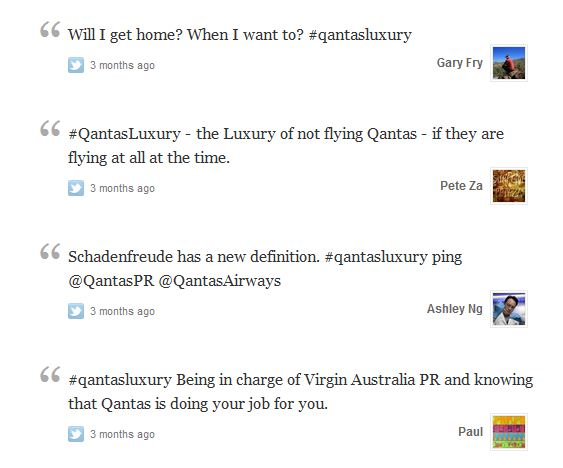 “ Will I get home? When I want to? #qantasluxury
3 months ago
Gary Fry
“ #QantasLuxury - the Luxury of not flying Qantas - if they are
flying at all at the time.
3 months ago
Pete Za
“ Schadenfreude has a new definition. #qantasluxury ping
@QantasPR @QantasAirways
3 months ago
Ashley Ng
“ #qantasluxury Being in charge of Virgin Australia PR and knowing
that Qantas is doing your job for you.
3 months ago
Paul